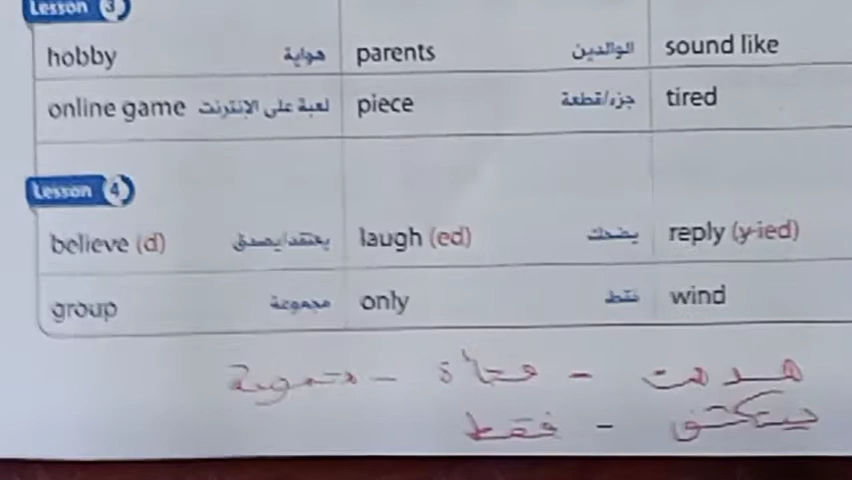 Lesson 3
hobby هواية parents الوالدين sound like
online game لعبة على الإنترنت piece جزء/قطعة tired
Lesson 4
believe (d) يعتقد/يصدق laugh (ed) يضحك reply (y-ied)
group مجموعة only فقط wind
فقط